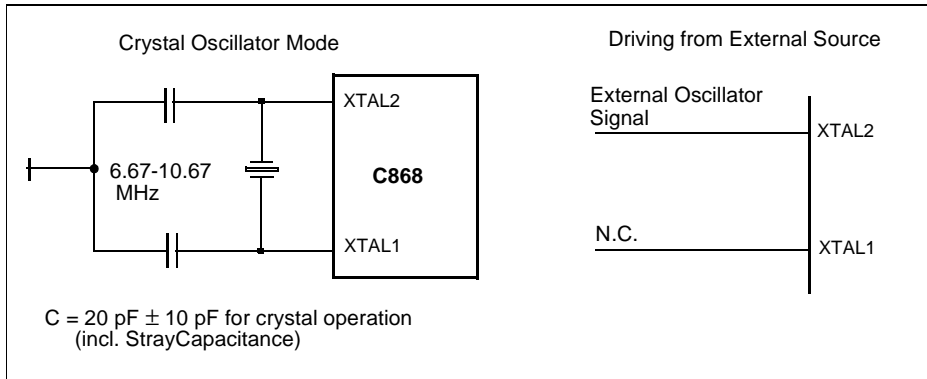 Crystal Oscillator Mode
Driving from External Source
XTAL2
6.67-10.67
MHz
C868
XTAL1
C = 20 pF ± 10 pF for crystal operation
(incl. StrayCapacitance)
External Oscillator
Signal
XTAL2
N.C.
XTAL1